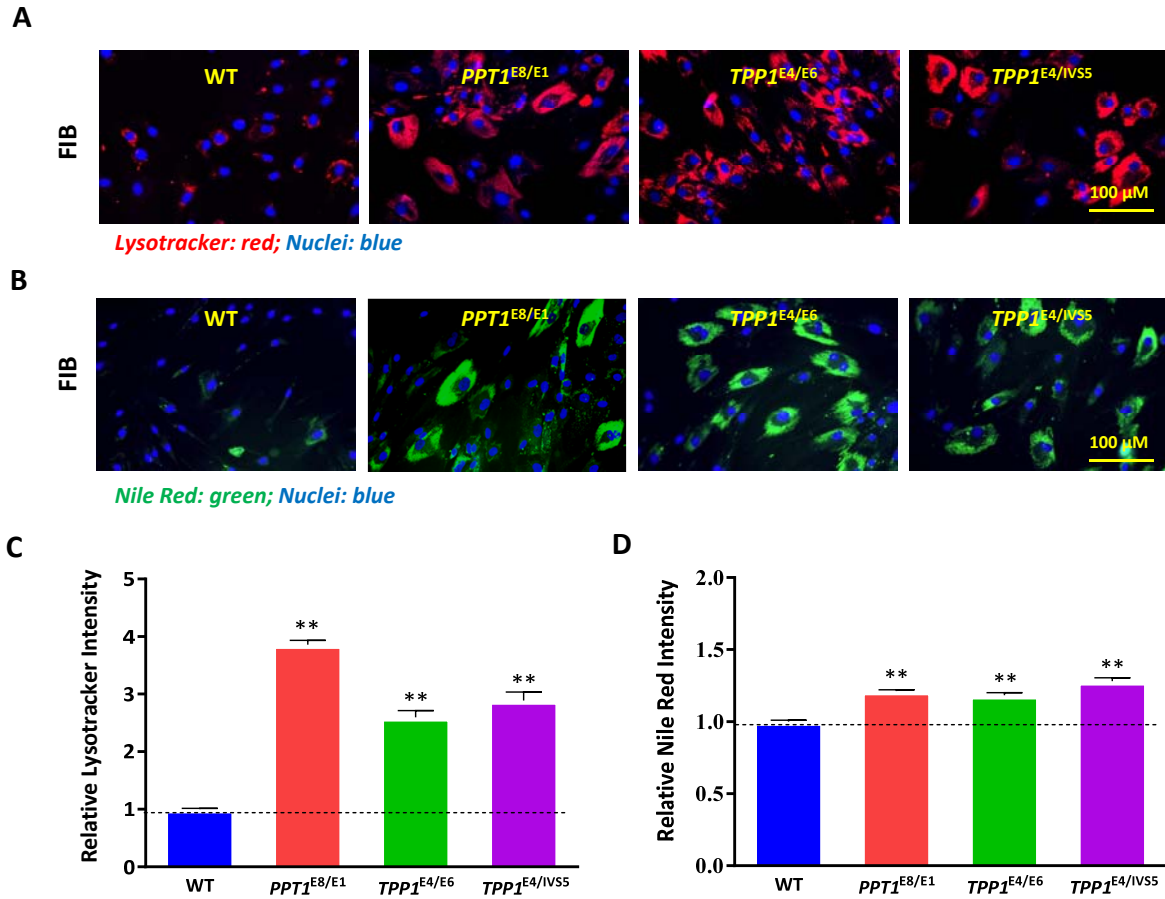 A
WT
PPT1E8/E1
TPP1E4/E6
TPP1E4/IVS5
FIB
100 µM
Lysotracker: red; Nuclei: blue
B
WT
PPT1E8/E1
TPP1E4/E6
TPP1E4/IVS5
FIB
100 µM
Nile Red: green; Nuclei: blue
C
Relative Lysotracker Intensity
5
4
3
2
1
0
**
**
**
WT
PPT1E8/E1
TPP1E4/E6
TPP1E4/IVS5
D
Relative Nile Red Intensity
2.0
1.5
1.0
0.5
0.0
**
**
**
WT
PPT1E8/E1
TPP1E4/E6
TPP1E4/IVS5